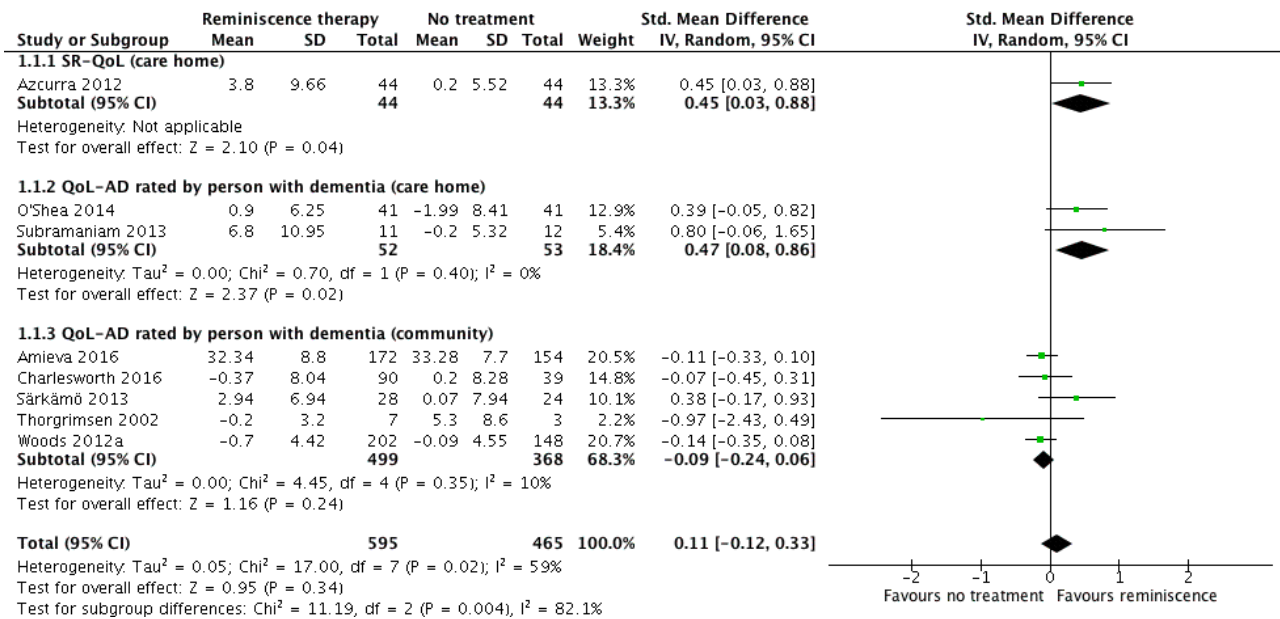 Reminiscence therapy No treatment Std. Mean Difference Std. Mean Difference
Study or Subgroup Mean SD Total Mean SD Total Weight IV, Random, 95% CI IV, Random, 95% CI
1.1.1 SR-QoL (care home)
Azcurra 2012 3.8 9.66 44 0.2 5.52 44 13.3% 0.45 [0.03, 0.88]
Subtotal (95% CI) 44 44 13.3% 0.45 [0.03, 0.88]
Heterogeneity: Not applicable
Test for overall effect: Z = 2.10 (P = 0.04)
1.1.2 QoL-AD rated by person with dementia (care home)
O'Shea 2014 0.9 6.25 41 -1.99 8.41 41 12.9% 0.39 [-0.05, 0.82]
Subramaniam 2013 6.8 10.95 11 -0.2 5.32 12 5.4% 0.80 [-0.06, 1.65]
Subtotal (95% CI) 52 53 18.4% 0.47 [0.08, 0.86]
Heterogeneity: Tau² = 0.00; Chi² = 0.70, df = 1 (P = 0.40); I² = 0%
Test for overall effect: Z = 2.37 (P = 0.02)
1.1.3 QoL-AD rated by person with dementia (community)
Amieva 2016 32.34 8.8 172 33.28 7.7 154 20.5% -0.11 [-0.33, 0.10]
Charlesworth 2016 -0.37 8.04 90 0.2 8.28 39 14.8% -0.07 [-0.45, 0.31]
Särkämö 2013 2.94 6.94 28 0.07 7.94 24 10.1% 0.38 [-0.17, 0.93]
Thorgrimsen 2002 -0.2 3.2 7 5.3 8.6 3 2.2% -0.97 [-2.43, 0.49]
Woods 2012a -0.7 4.42 202 -0.09 4.55 148 20.7% -0.14 [-0.35, 0.08]
Subtotal (95% CI) 499 368 68.3% -0.09 [-0.24, 0.06]
Heterogeneity: Tau² = 0.00; Chi² = 4.45, df = 4 (P = 0.35); I² = 10%
Test for overall effect: Z = 1.16 (P = 0.24)
Total (95% CI) 595 465 100.0% 0.11 [-0.12, 0.33]
Heterogeneity: Tau² = 0.05; Chi² = 17.00, df = 7 (P = 0.02); I² = 59%
Test for overall effect: Z = 0.95 (P = 0.34)
Test for subgroup differences: Chi² = 11.19, df = 2 (P = 0.004), I² = 82.1%
-2 -1 0 1 2
Favours no treatment Favours reminiscence